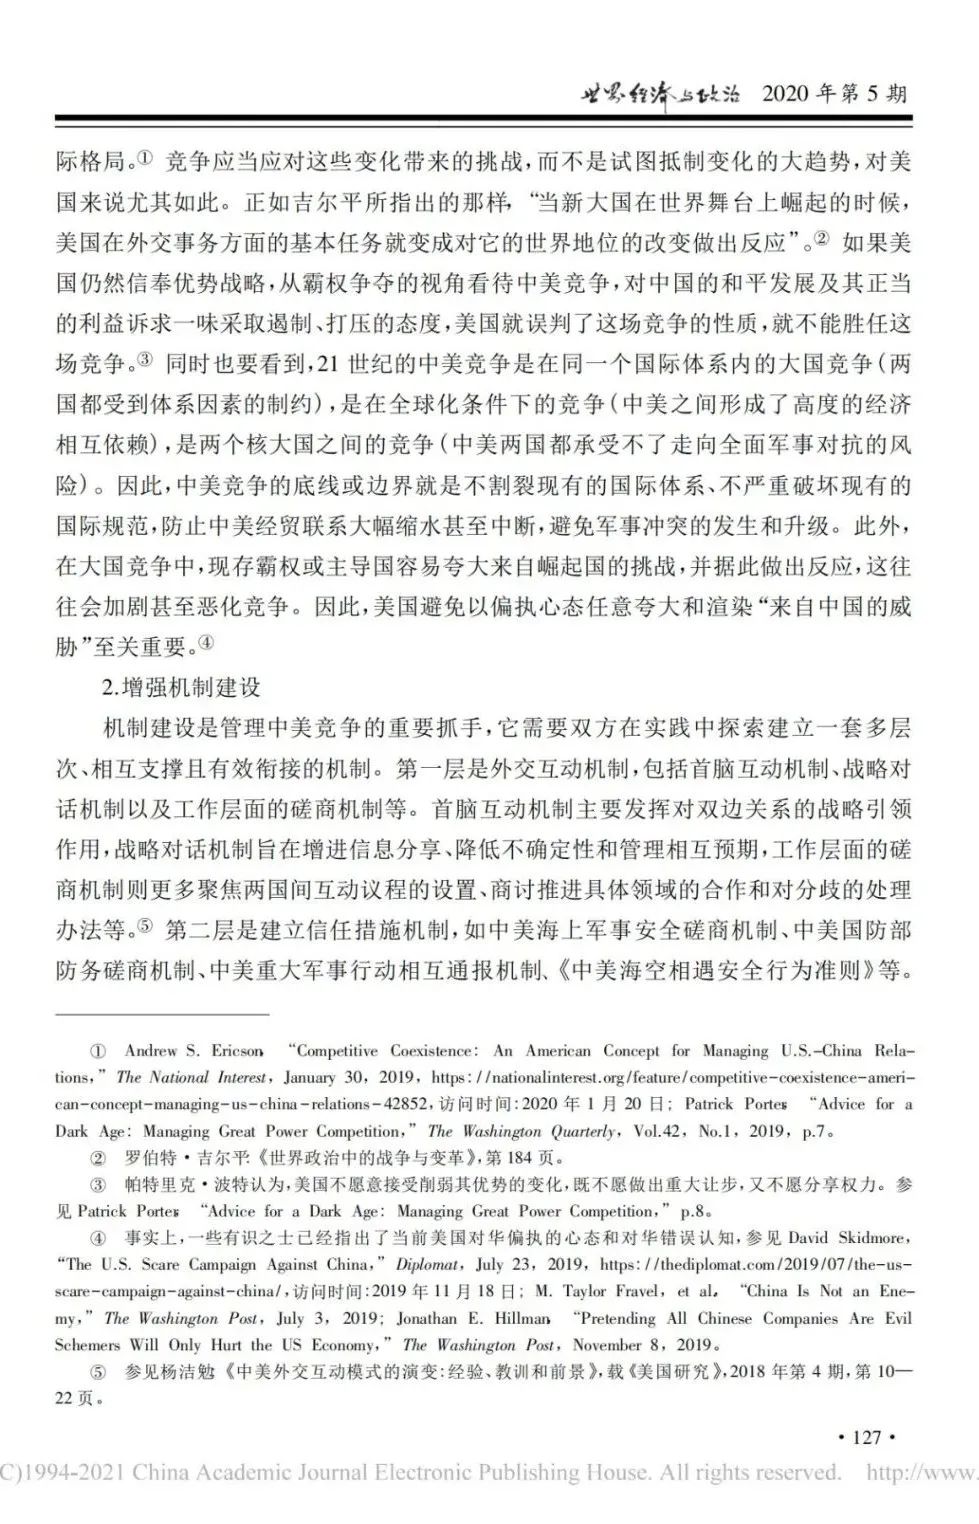 世界经济与政治 2020 年第 5 期
际格局。① 竞争应当应对这些变化带来的挑战,而不是试图抵制变化的大趋势,对美
国来说尤其如此。正如吉尔平所指出的那样,“当新大国在世界舞台上崛起的时候,
美国在外交事务方面的基本任务就变成对它的世界地位的改变做出反应”。② 如果美
国仍然信奉优势战略,从霸权争夺的视角看待中美竞争,对中国的和平发展及其正当
的利益诉求一味采取遏制、打压的态度,美国就误判了这场竞争的性质,就不能胜任这
场竞争。③ 同时也要看到,21 世纪的中美竞争是在同一个国际体系内的大国竞争(两
国都受到体系因素的制约),是在全球化条件下的竞争(中美之间形成了高度的经济
相互依赖),是两个核大国之间的竞争(中美两国都承受不了走向全面军事对抗的风
险)。因此,中美竞争的底线或边界就是不割裂现有的国际体系、不严重破坏现有的
国际规范,防止中美经贸联系大幅缩水甚至中断,避免军事冲突的发生和升级。此外,
在大国竞争中,现存霸权或主导国容易夸大来自崛起国的挑战,并据此做出反应,这往
往会加剧甚至恶化竞争。因此,美国避免以偏执心态任意夸大和渲染“来自中国的威
胁”至关重要。④
2.增强机制建设
机制建设是管理中美竞争的重要抓手,它需要双方在实践中探索建立一套多层
次、相互支撑且有效衔接的机制。第一层是外交互动机制,包括首脑互动机制、战略对
话机制以及工作层面的磋商机制等。首脑互动机制主要发挥对双边关系的战略引领
作用,战略对话机制旨在增进信息分享、降低不确定性和管理相互预期,工作层面的磋
商机制则更多聚焦两国间互动议程的设置、商讨推进具体领域的合作和对分歧的处理
办法等。⑤ 第二层是建立信任措施机制,如中美海上军事安全磋商机制、中美国防部
防务磋商机制、中美重大军事行动相互通报机制、《中美海空相遇安全行为准则》等。
① Andrew S. Ericson, “Competitive Coexistence: An American Concept for Managing U.S.-China Rela-
tions,” The National Interest, January 30, 2019, https://nationalinterest.org/feature/competitive-coexistence-ameri-
can-concept-managing-us-china-relations-42852,访问时间:2020 年 1 月 20 日; Patrick Porter, “Advice for a
Dark Age: Managing Great Power Competition,” The Washington Quarterly, Vol.42, No.1, 2019, p.7。
② 罗伯特·吉尔平:《世界政治中的战争与变革》,第 184 页。
③ 帕特里克·波特认为,美国不愿意接受削弱其优势的变化,既不愿做出重大让步,又不愿分享权力。参
见 Patrick Porter, “Advice for a Dark Age: Managing Great Power Competition,” p.8。
④ 事实上,一些有识之士已经指出了当前美国对华偏执的心态和对华错误认知,参见 David Skidmore,
“The U.S. Scare Campaign Against China,” Diplomat, July 23, 2019, https://thediplomat.com/2019/07/the-us-
scare-campaign-against-china/,访问时间:2019 年 11 月 18 日; M. Taylor Fravel, et al., “China Is Not an Ene-
my,” The Washington Post, July 3, 2019; Jonathan E. Hillman, “Pretending All Chinese Companies Are Evil
Schemers Will Only Hurt the US Economy,” The Washington Post, November 8, 2019。
⑤ 参见杨洁勉:《中美外交互动模式的演变:经验、教训和前景》,载《美国研究》,2018 年第 4 期,第 10—
22 页。
·127·
C)1994-2021 China Academic Journal Electronic Publishing House. All rights reserved. http://www.